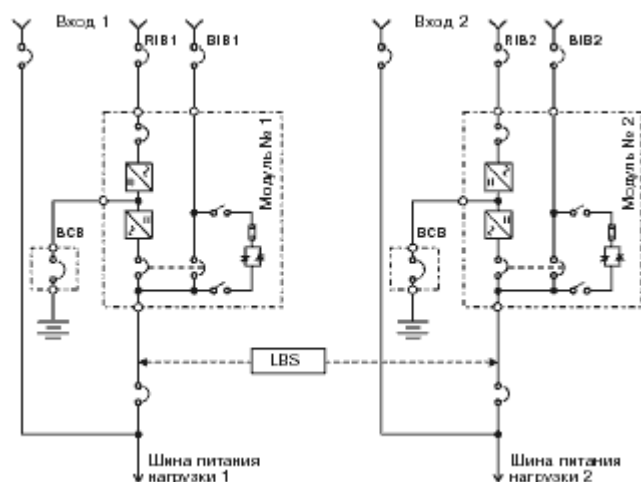 Вход 1
RIB1
BIB1
Модуль № 1
BCB
Вход 2
RIB2
BIB2
Модуль № 2
BCB
LBS
Шина питания
нагрузки 1
Шина питания
нагрузки 2